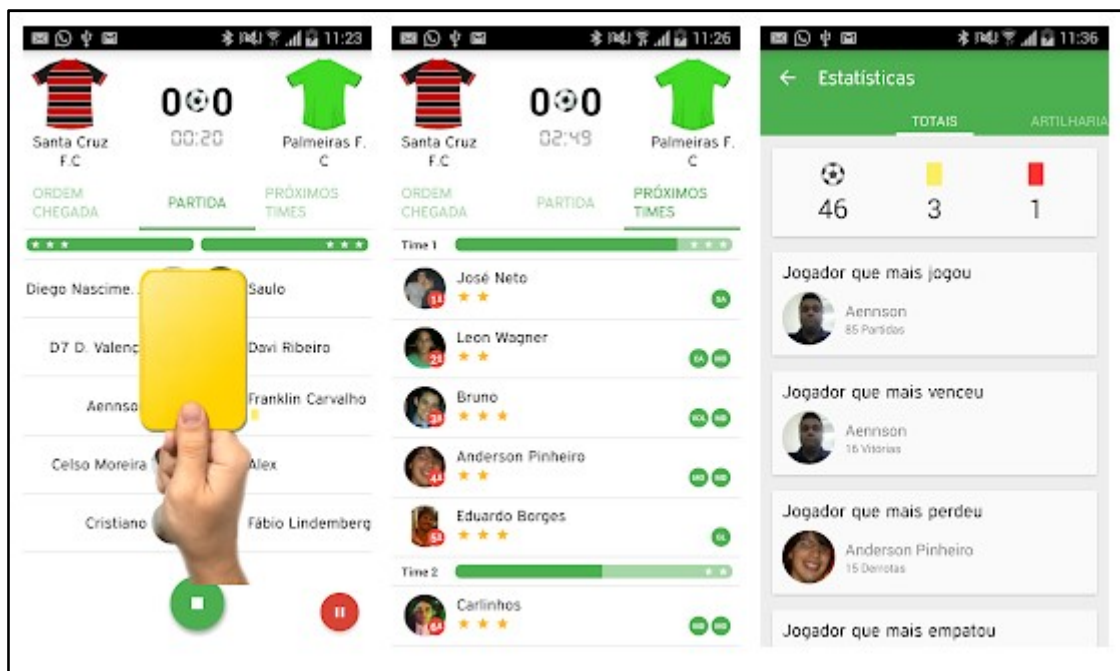 11:23
0 0
00:20
Santa Cruz
F.C
Palmeiras F.
C
ORDEM
CHEGADA
PARTIDA
PRÓXIMOS
TIMES
Diego Nascime..
Saulo
D7 D. Valenç
Davi Ribeiro
Aennso
Franklin Carvalho
Celso Moreira
Alex
Cristiano
Fábio Lindemberg
11:26
0 0
02:49
Santa Cruz
F.C
Palmeiras F.
C
ORDEM
CHEGADA
PARTIDA
PRÓXIMOS
TIMES
Time 1
José Neto
Leon Wagner
Bruno
Anderson Pinheiro
Eduardo Borges
Time 2
Carlinhos
11:36
Estatísticas
TOTAIS ARTILHARIA
46 3 1
Jogador que mais jogou
Aennson
85 Partidas
Jogador que mais venceu
Aennson
16 Vitórias
Jogador que mais perdeu
Anderson Pinheiro
15 Derrotas
Jogador que mais empatou